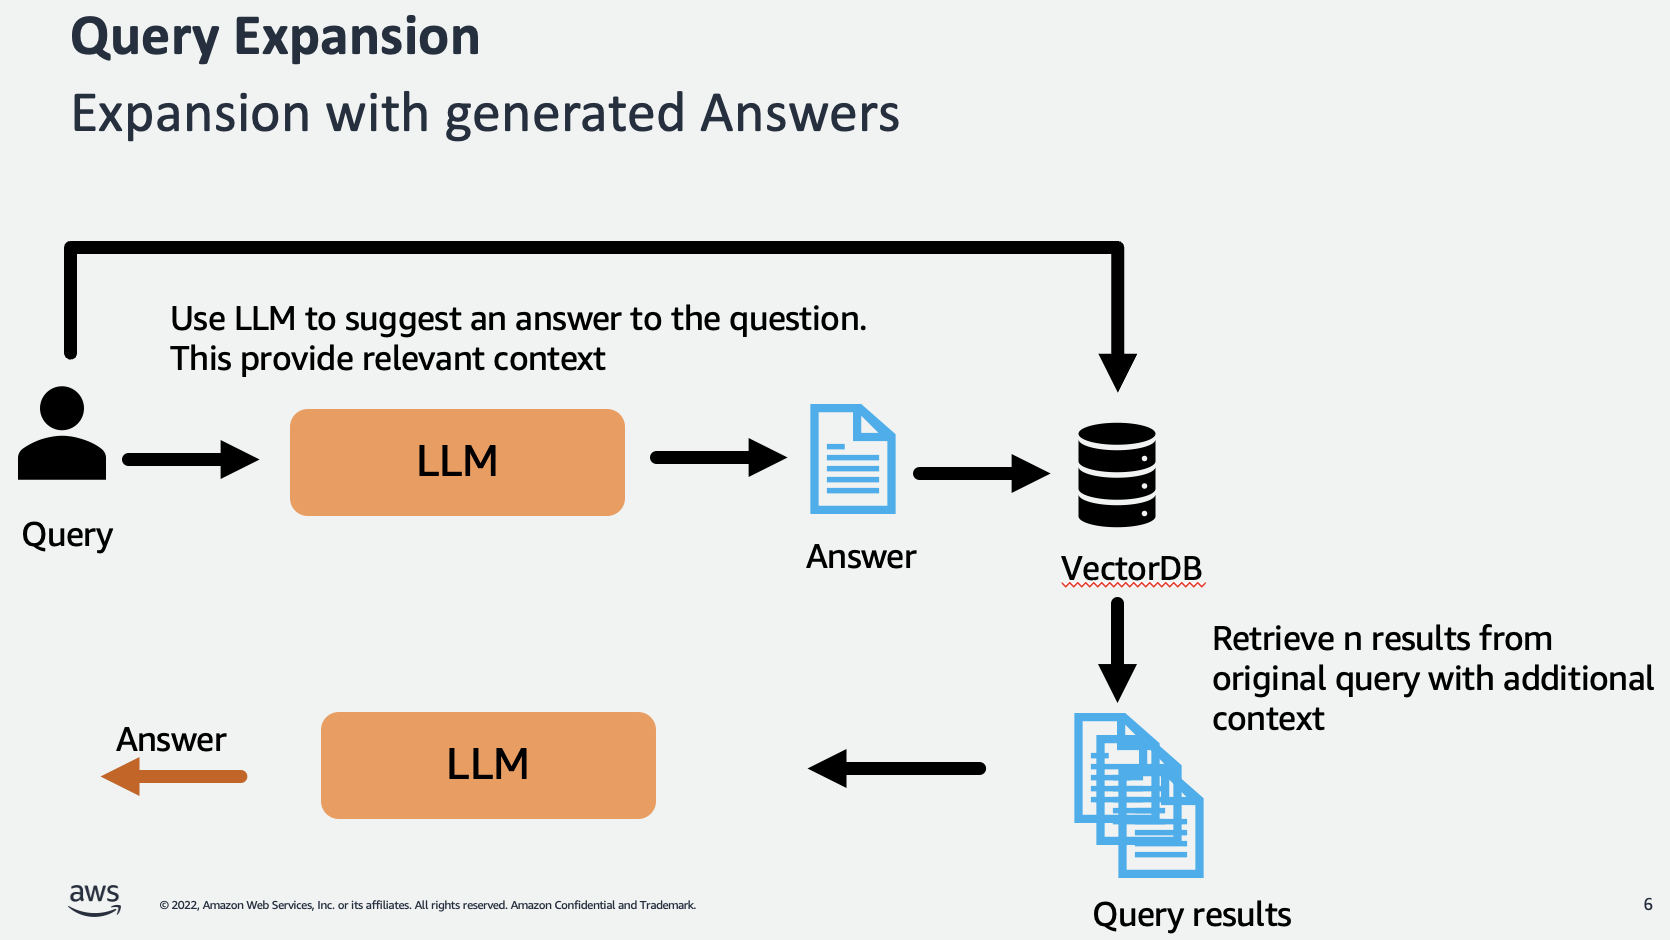 Query Expansion
Expansion with generated Answers
Use LLM to suggest an answer to the question.
This provide relevant context
LLM
Query
Answer
VectorDB
Retrieve n results from
original query with additional
context
Answer
LLM
Query results
aws
© 2022, Amazon Web Services, Inc. or its affiliates. All rights reserved. Amazon Confidential and Trademark.
6